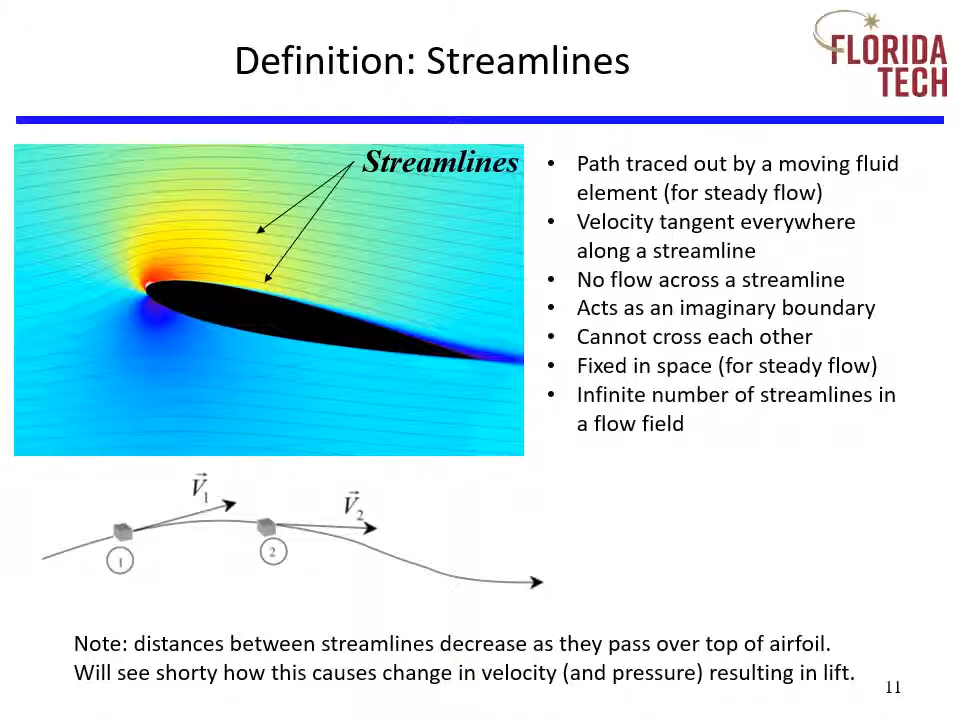 Definition: Streamlines
FLORIDA
TECH
Streamlines
• Path traced out by a moving fluid
element (for steady flow)
• Velocity tangent everywhere
along a streamline
• No flow across a streamline
• Acts as an imaginary boundary
• Cannot cross each other
• Fixed in space (for steady flow)
• Infinite number of streamlines in
a flow field
V⃗₁
V⃗₂
1
2
Note: distances between streamlines decrease as they pass over top of airfoil.
Will see shorty how this causes change in velocity (and pressure) resulting in lift.
11